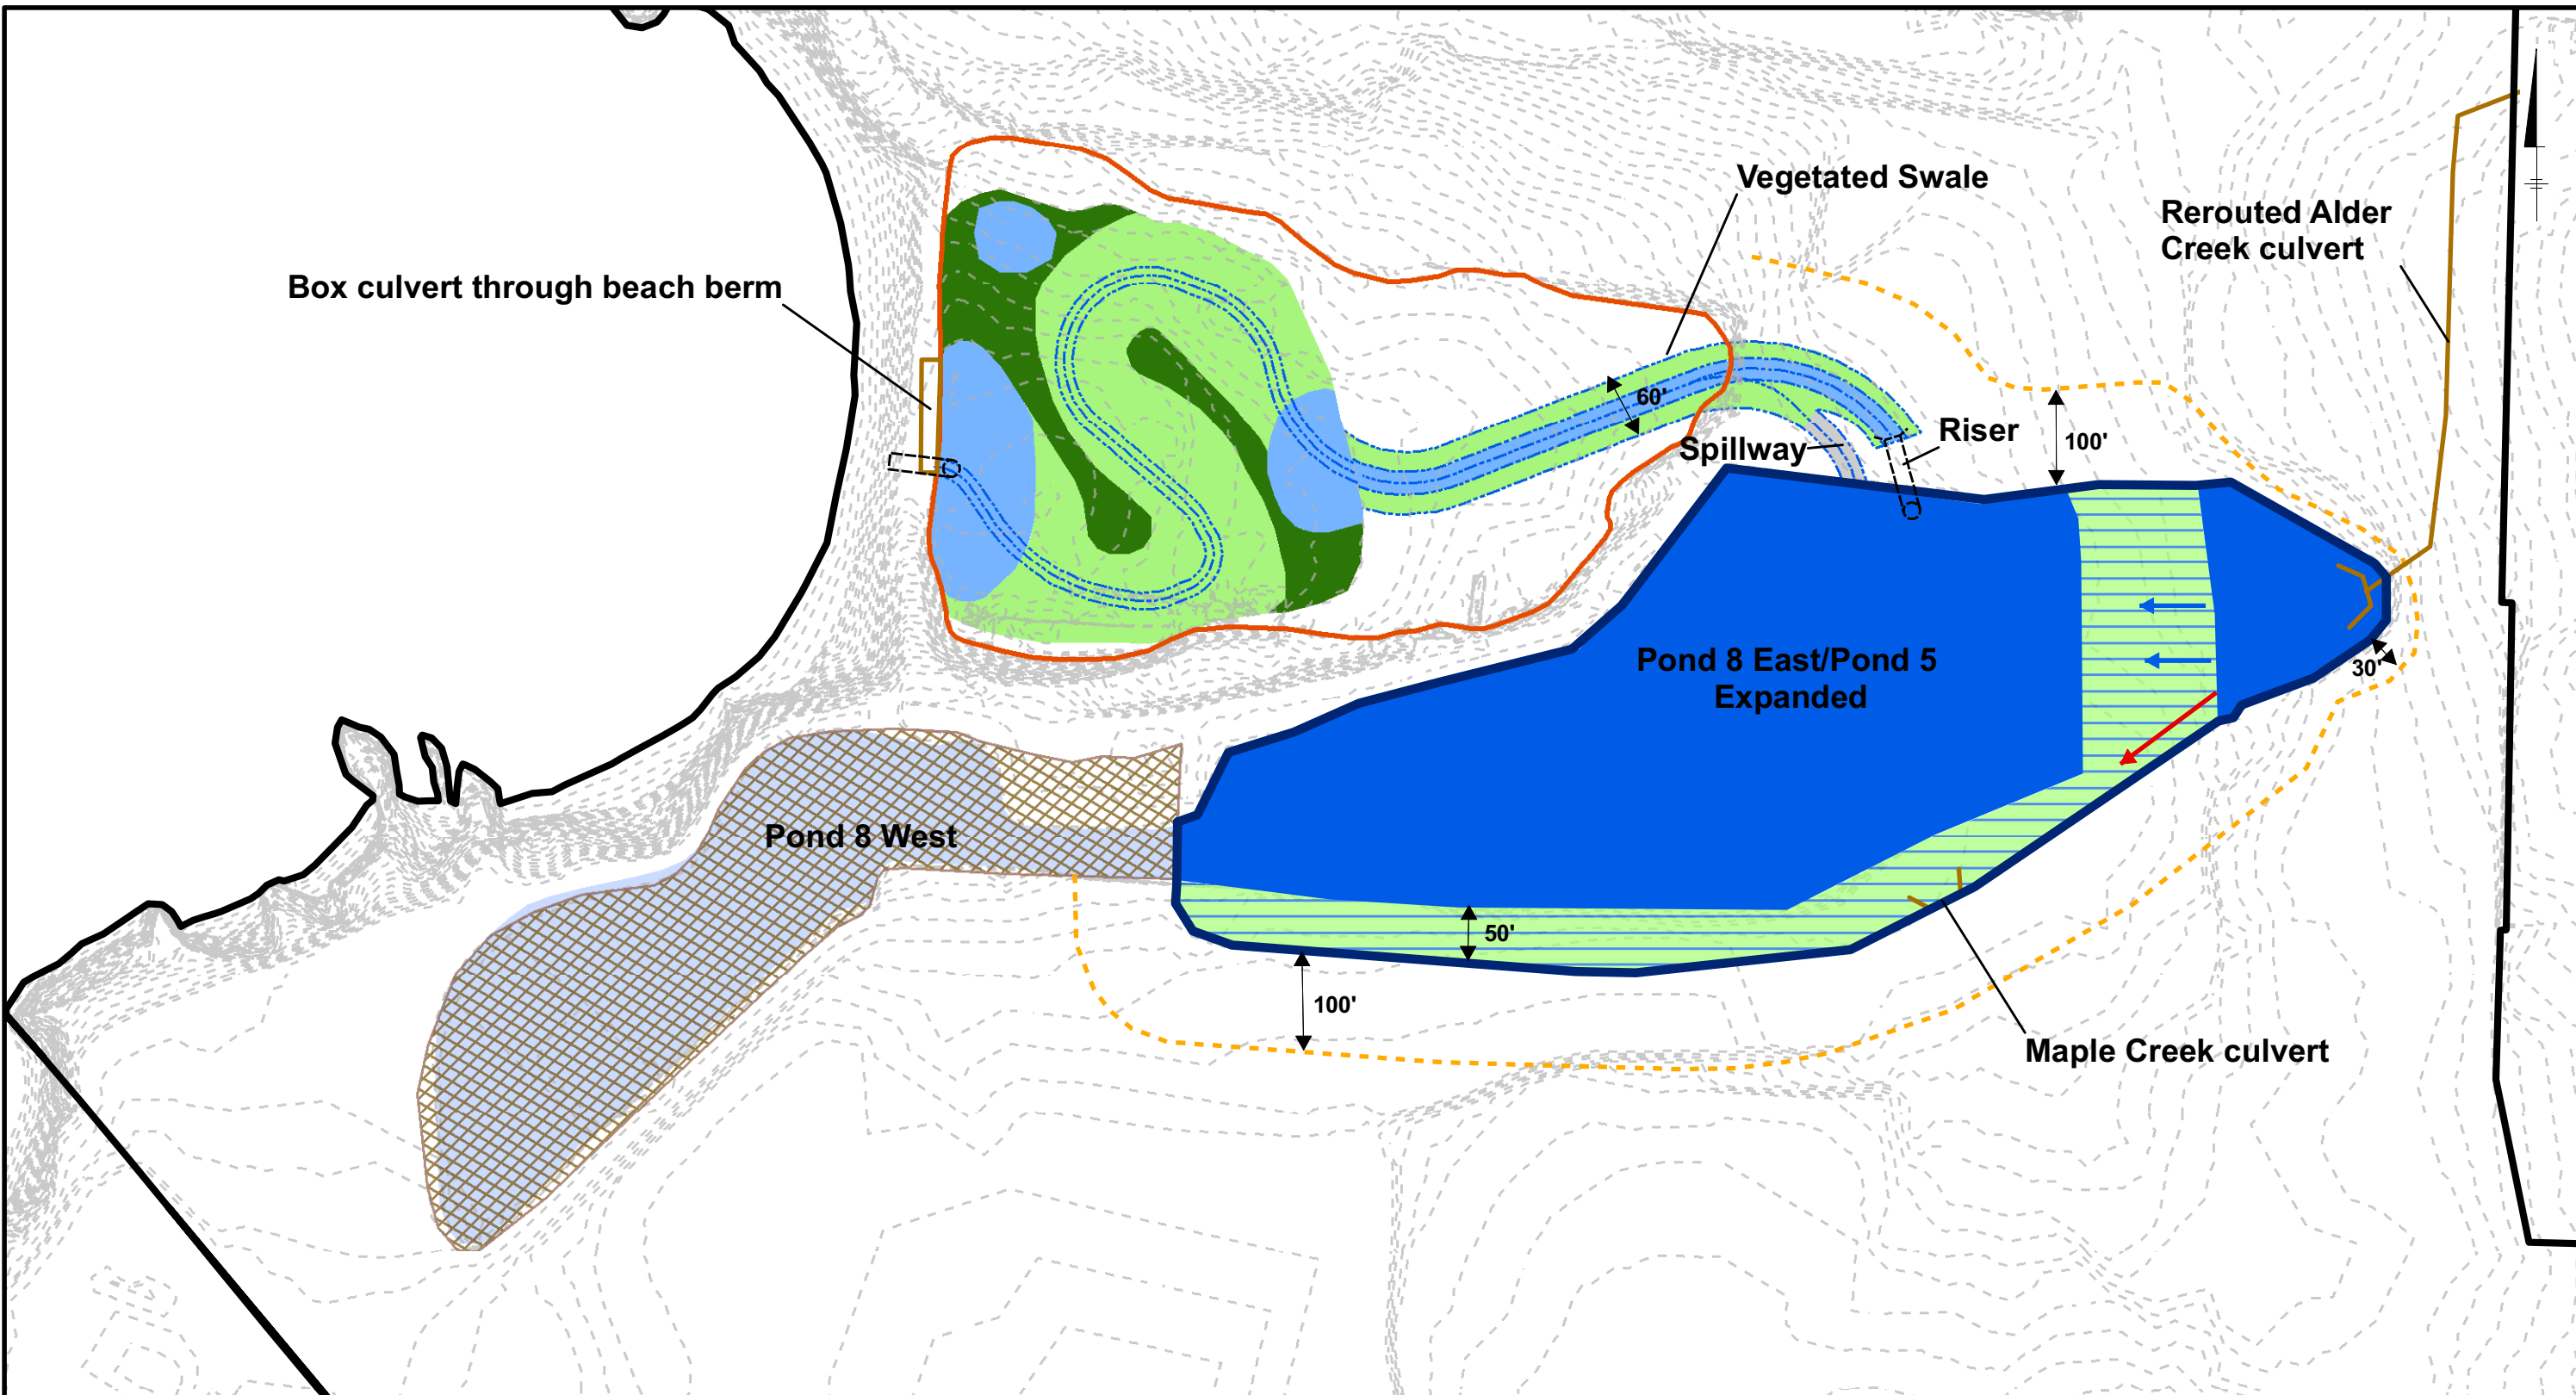 Vegetated Swale
Rerouted Alder
Creek culvert
Box culvert through beach berm
60'
Spillway
Riser
100'
Pond 8 East/Pond 5
Expanded
30'
Pond 8 West
50'
100'
Maple Creek culvert